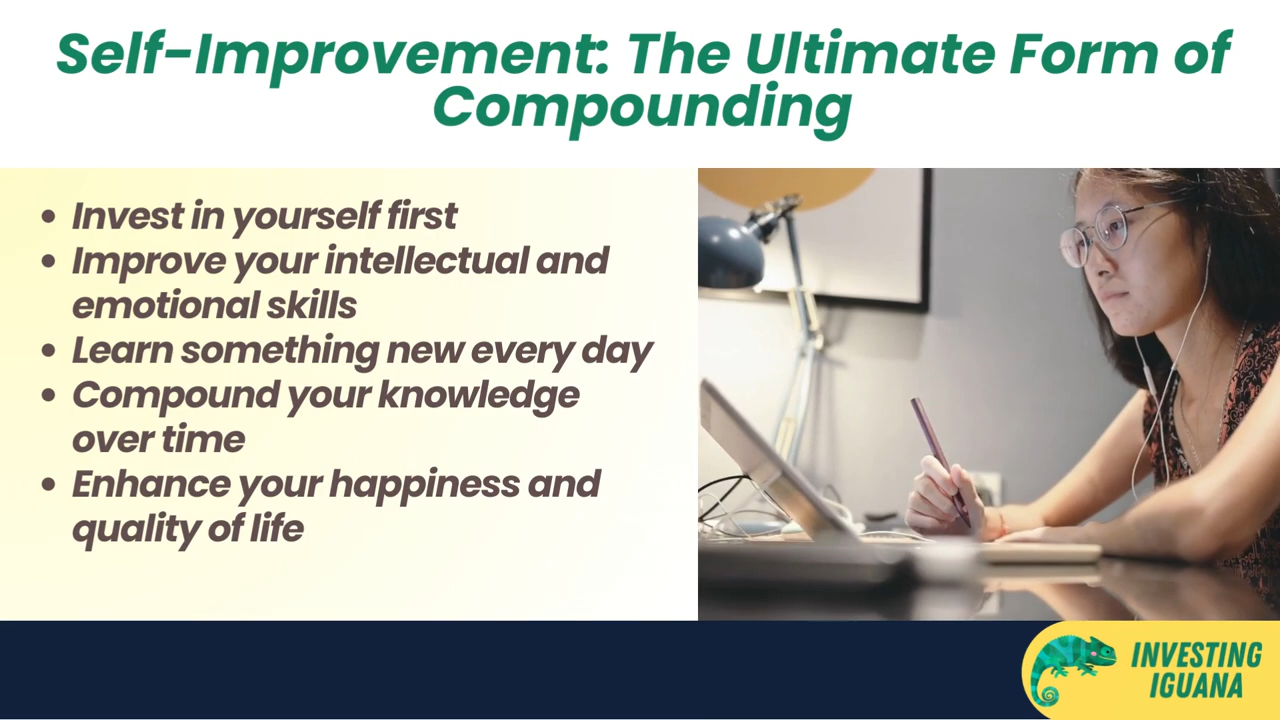 Self-Improvement: The Ultimate Form of
Compounding
• Invest in yourself first
• Improve your intellectual and
emotional skills
• Learn something new every day
• Compound your knowledge
over time
• Enhance your happiness and
quality of life
INVESTING
IGUANA